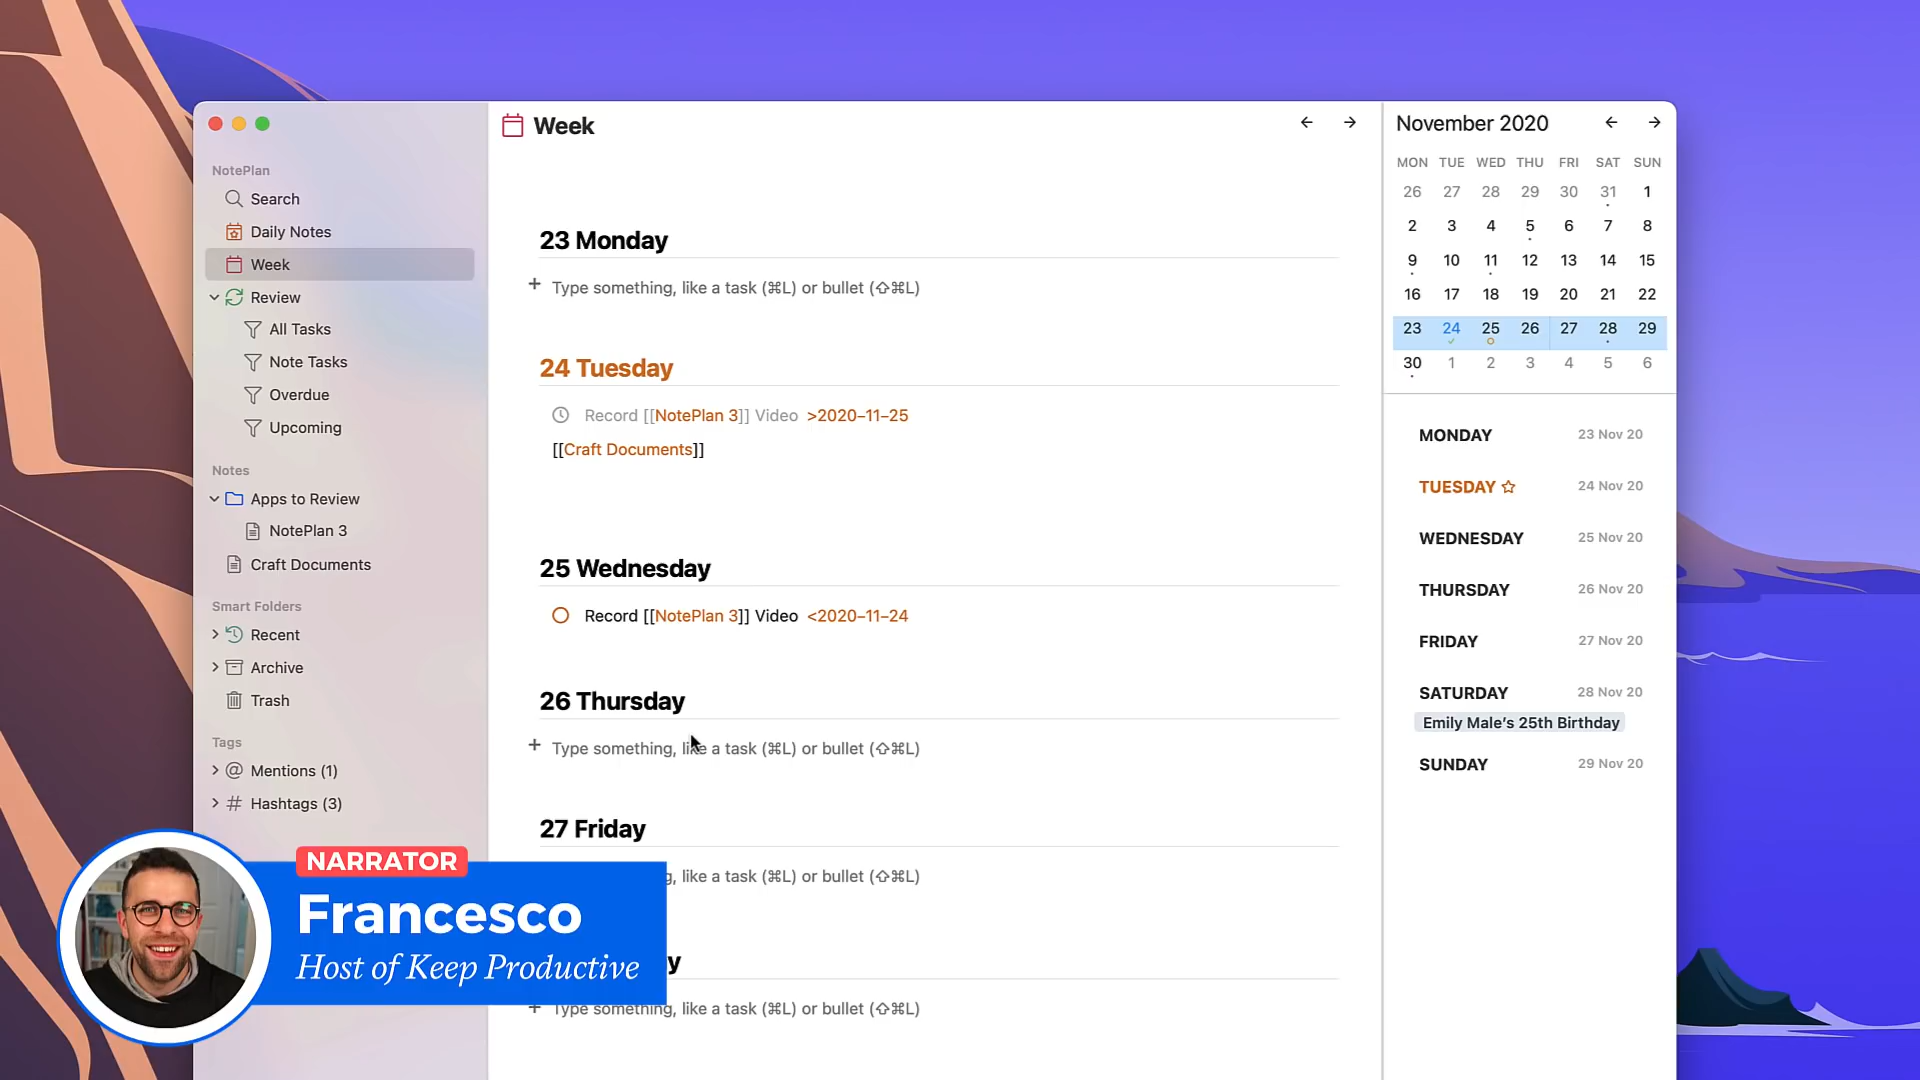 NotePlan
Search
Daily Notes
Week
Review
All Tasks
Note Tasks
Overdue
Upcoming
Notes
Apps to Review
NotePlan 3
Craft Documents
Smart Folders
Recent
Archive
Trash
Tags
@ Mentions (1)
# Hashtags (3)
Week
23 Monday
+ Type something, like a task (⌘L) or bullet (⇧⌘L)
24 Tuesday
Record [[NotePlan 3]] Video >2020-11-25
[[Craft Documents]]
25 Wednesday
Record [[NotePlan 3]] Video <2020-11-24
26 Thursday
+ Type something, like a task (⌘L) or bullet (⇧⌘L)
27 Friday
g, like a task (⌘L) or bullet (⇧⌘L)
y
+ Type something, like a task (⌘L) or bullet (⇧⌘L)
November 2020
MON TUE WED THU FRI SAT SUN
26 27 28 29 30 31 1
2 3 4 5 6 7 8
9 10 11 12 13 14 15
16 17 18 19 20 21 22
23 24 25 26 27 28 29
30 1 2 3 4 5 6
MONDAY 23 Nov 20
TUESDAY 24 Nov 20
WEDNESDAY 25 Nov 20
THURSDAY 26 Nov 20
FRIDAY 27 Nov 20
SATURDAY 28 Nov 20
Emily Male's 25th Birthday
SUNDAY 29 Nov 20
NARRATOR
Francesco
Host of Keep Productive